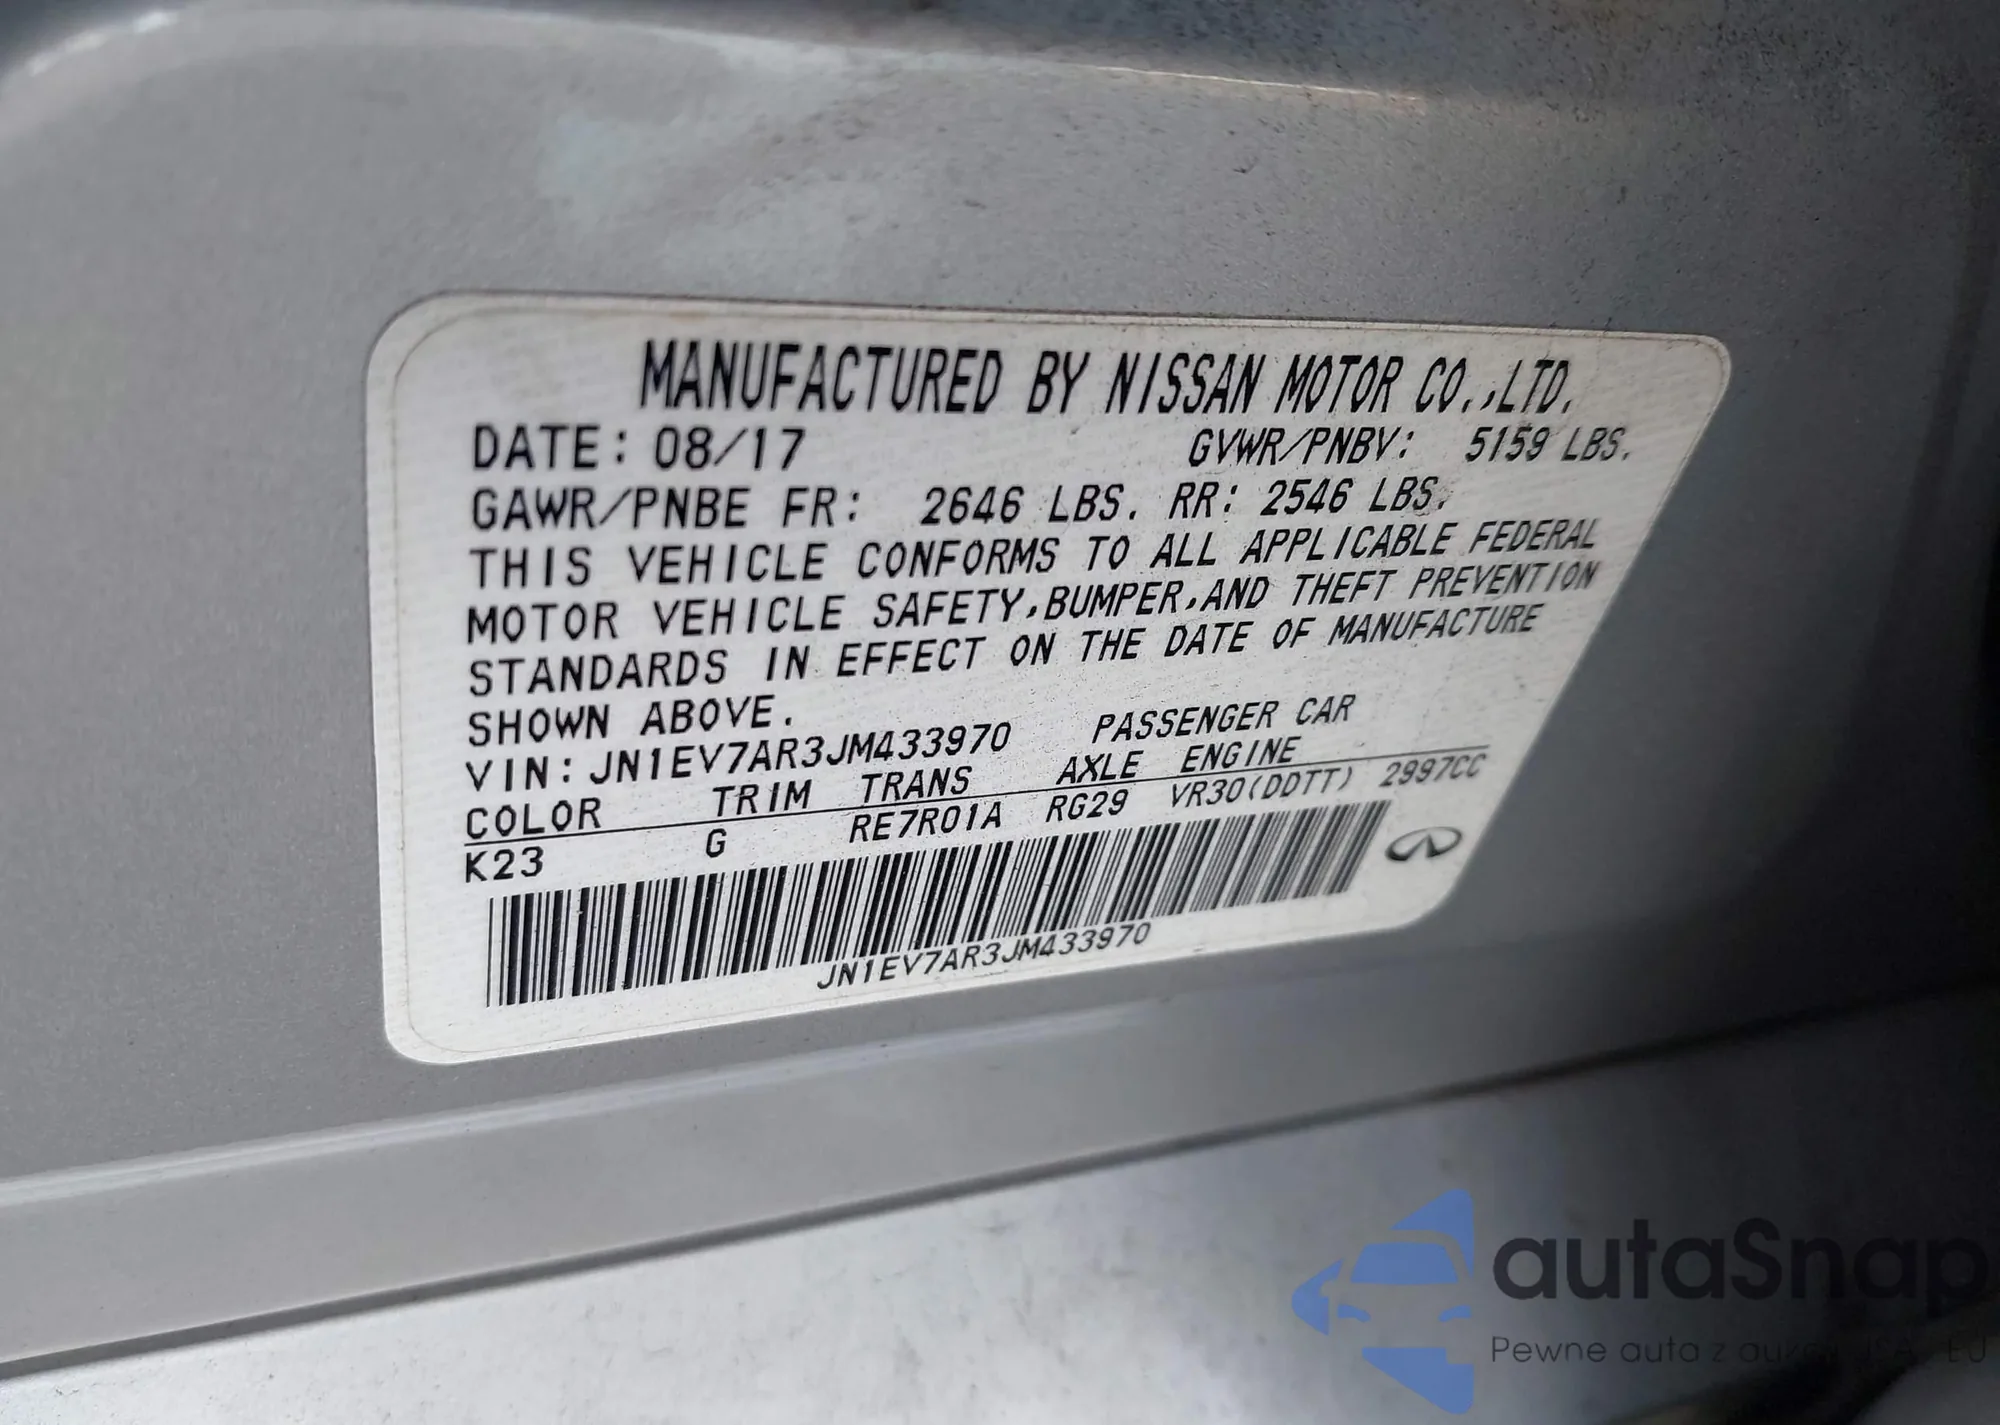 MANUFACTURED BY NISSAN MOTOR CO.,LTD.
DATE: 08/17 GVWR/PNBV: 5159 LBS.
GAWR/PNBE FR: 2646 LBS. RR: 2546 LBS.
THIS VEHICLE CONFORMS TO ALL APPLICABLE FEDERAL
MOTOR VEHICLE SAFETY,BUMPER,AND THEFT PREVENTION
STANDARDS IN EFFECT ON THE DATE OF MANUFACTURE
SHOWN ABOVE.
VIN: JN1EV7AR3JM433970 PASSENGER CAR
COLOR TRIM TRANS AXLE ENGINE
K23 G RE7R01A RG29 VR30(DDTT) 2997CC
JN1EV7AR3JM433970
autaSnap
Pewne auta z EU